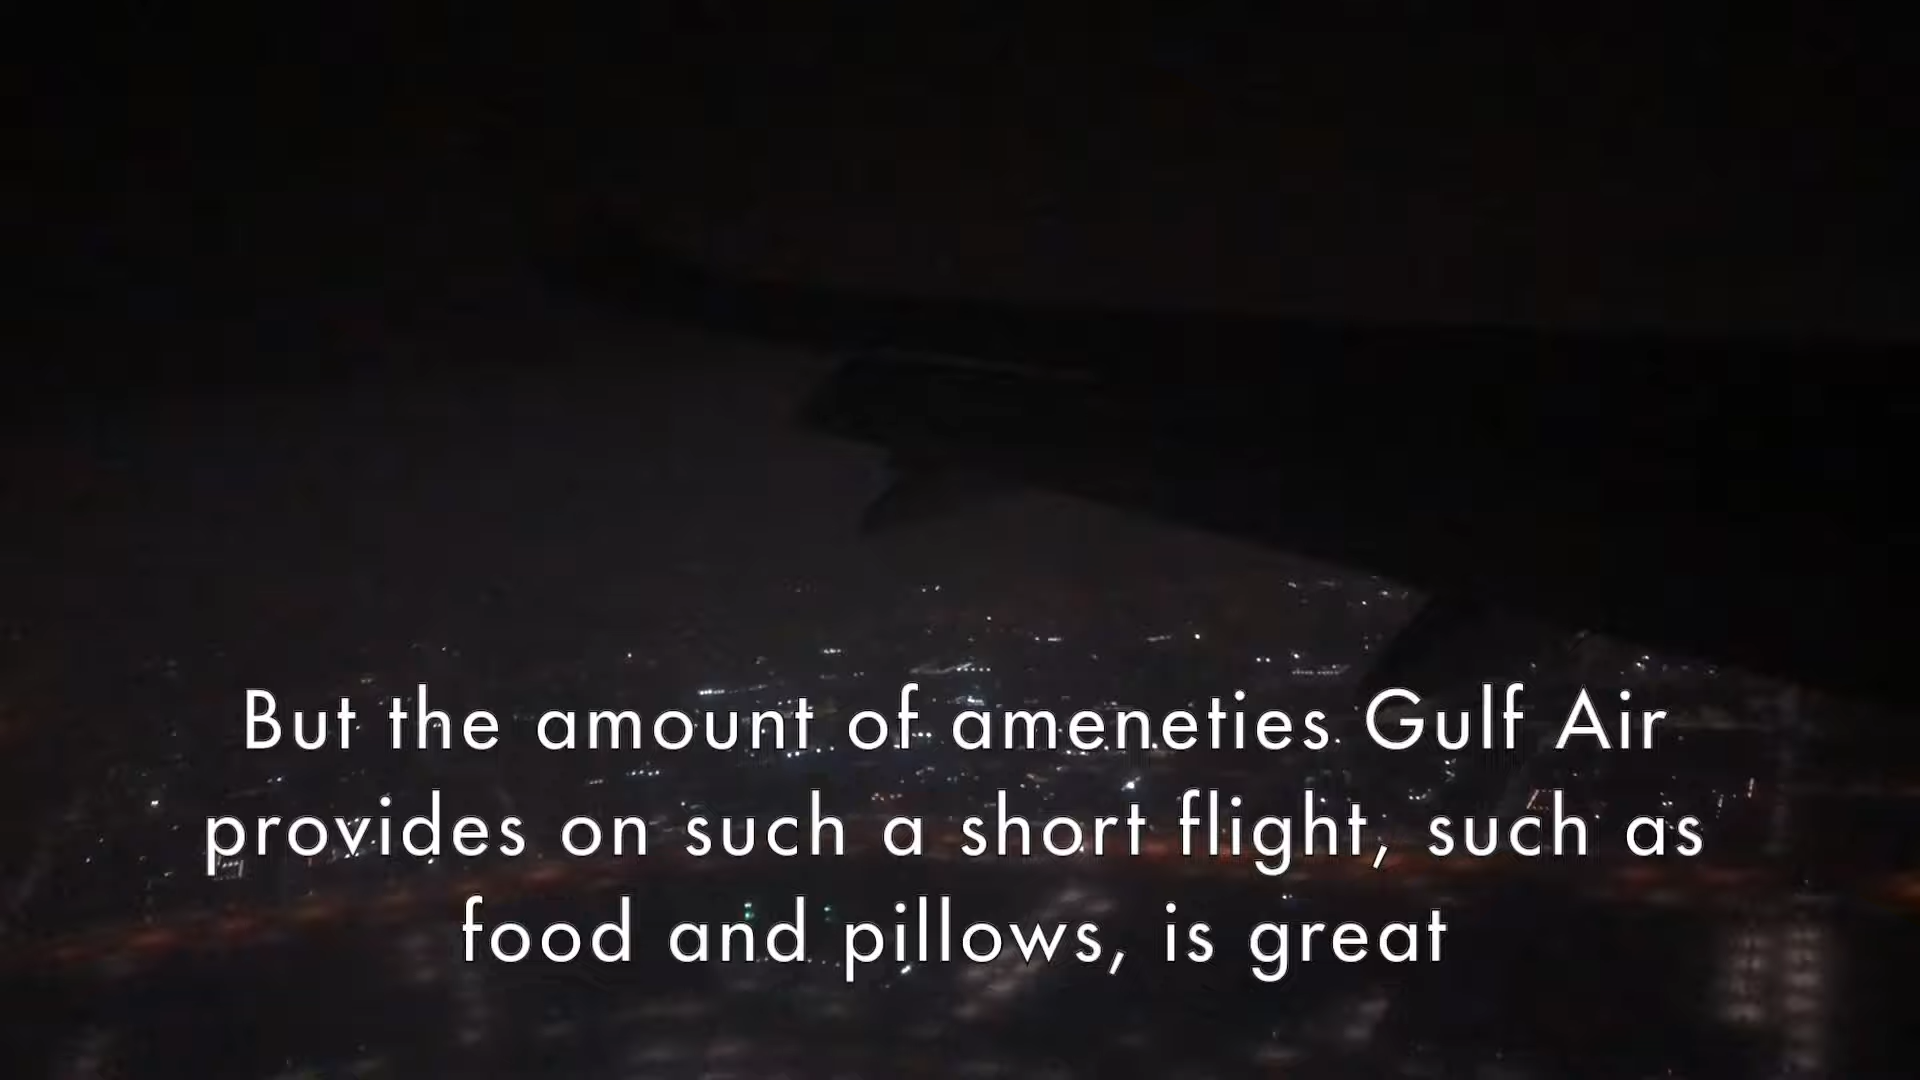 But the amount of ameneties Gulf Air
provides on such a short flight, such as
food and pillows, is great